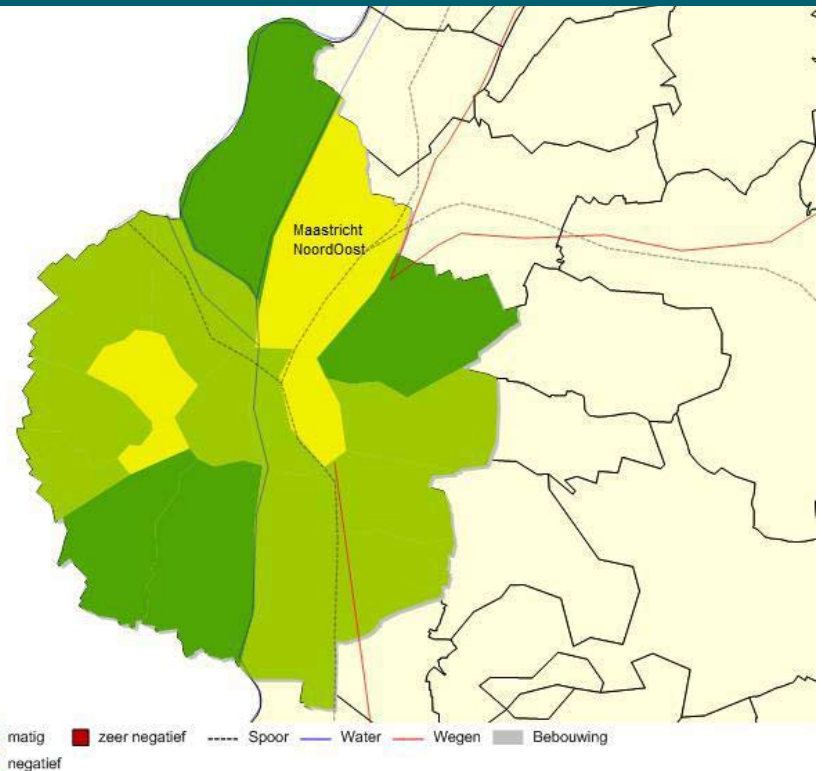 Maastricht
NoordOost
matig zeer negatief Spoor Water Wegen Bebouwing
negatief